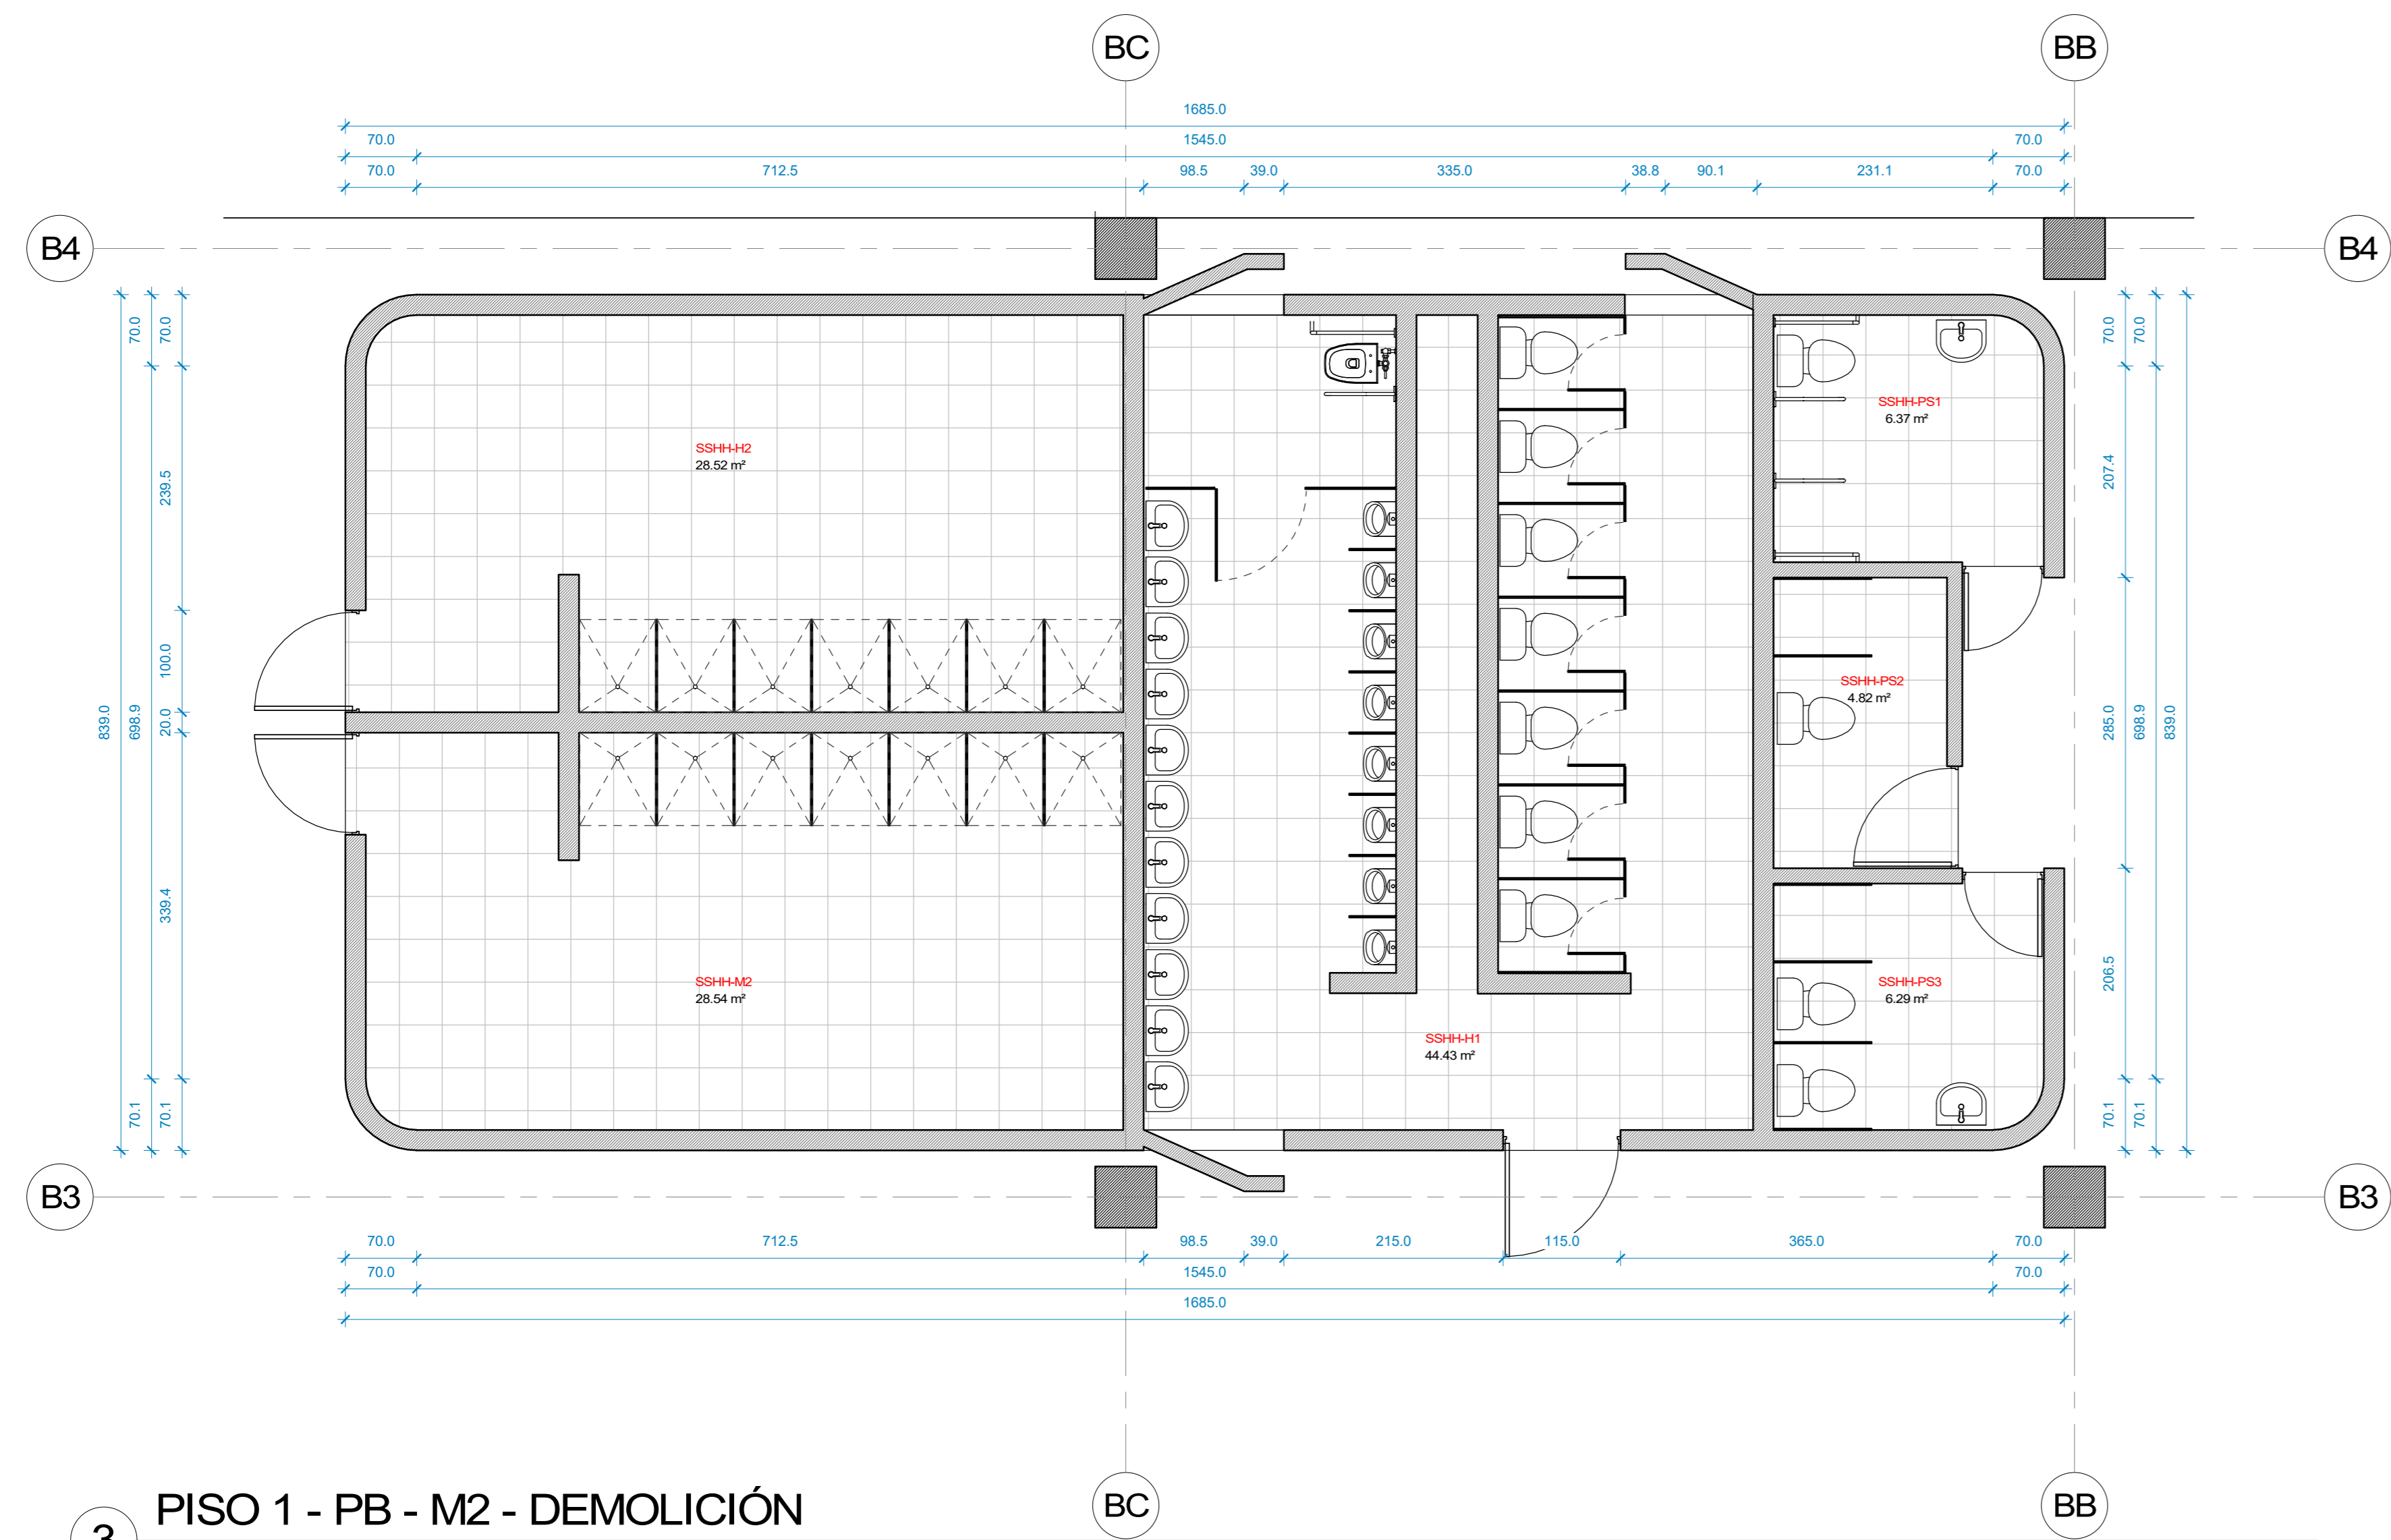 BC
BB
1685.0
70.0
1545.0
70.0
70.0
712.5
98.5
39.0
335.0
38.8
90.1
231.1
70.0
B4
B4
839.0
70.0
698.9
70.1
70.0
239.5
100.0
20.0
339.4
70.1
SSHH-H2
28.52 m²
SSHH-M2
28.54 m²
SSHH-H1
44.43 m²
SSHH-PS1
6.37 m²
SSHH-PS2
4.82 m²
SSHH-PS3
6.29 m²
70.0
207.4
285.0
206.5
70.1
70.0
698.9
70.1
839.0
B3
B3
70.0
712.5
98.5
39.0
215.0
115.0
365.0
70.0
70.0
1545.0
70.0
1685.0
BC
BB
3
PISO 1 - PB - M2 - DEMOLICIÓN